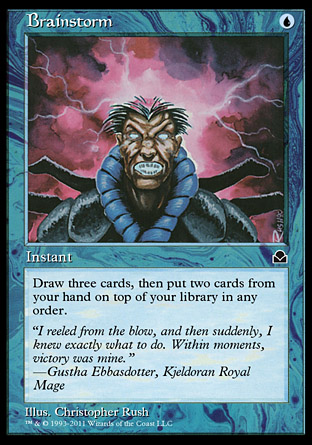 Brainstorm
RUSH96
Instant
Draw three cards, then put two cards from
your hand on top of your library in any
order.
“I reeled from the blow, and then suddenly, I
knew exactly what to do. Within moments,
victory was mine.”
—Gustha Ebbasdotter, Kjeldoran Royal
Mage
Illus. Christopher Rush
™ & © 1993-2011 Wizards of the Coast LLC